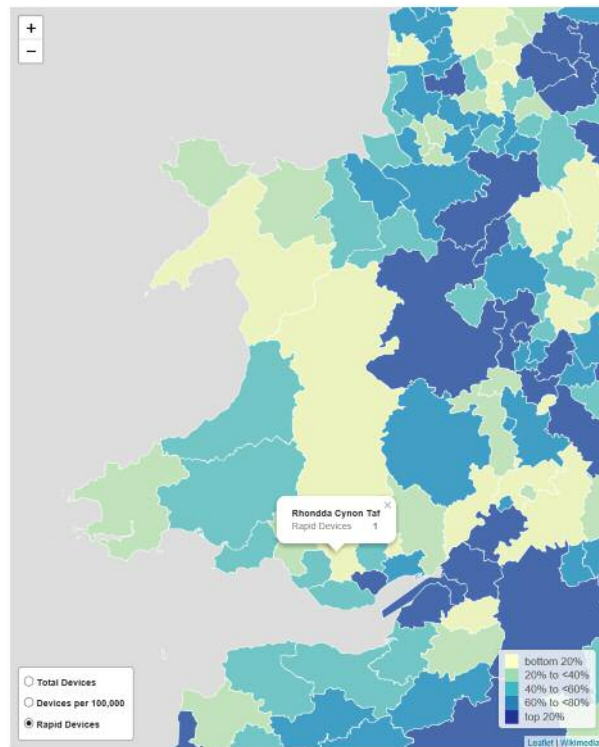 +
−
Rhondda Cynon Taf ×
Rapid Devices 1
Total Devices
Devices per 100,000
Rapid Devices
bottom 20%
20% to <40%
40% to <60%
60% to <80%
top 20%
Leaflet | Wikimedia